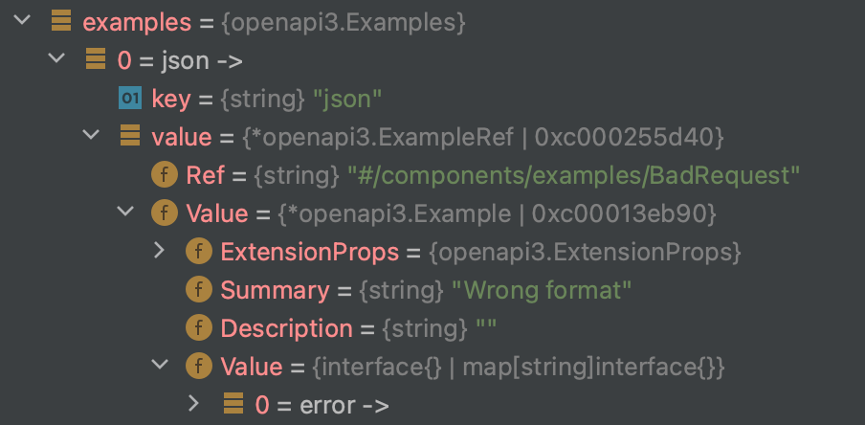 examples = {openapi3.Examples}
0 = json ->
01 key = {string} "json"
value = {*openapi3.ExampleRef | 0xc000255d40}
f Ref = {string} "#/components/examples/BadRequest"
f Value = {*openapi3.Example | 0xc00013eb90}
f ExtensionProps = {openapi3.ExtensionProps}
f Summary = {string} "Wrong format"
f Description = {string} ""
f Value = {interface{} | map[string]interface{}}
0 = error ->